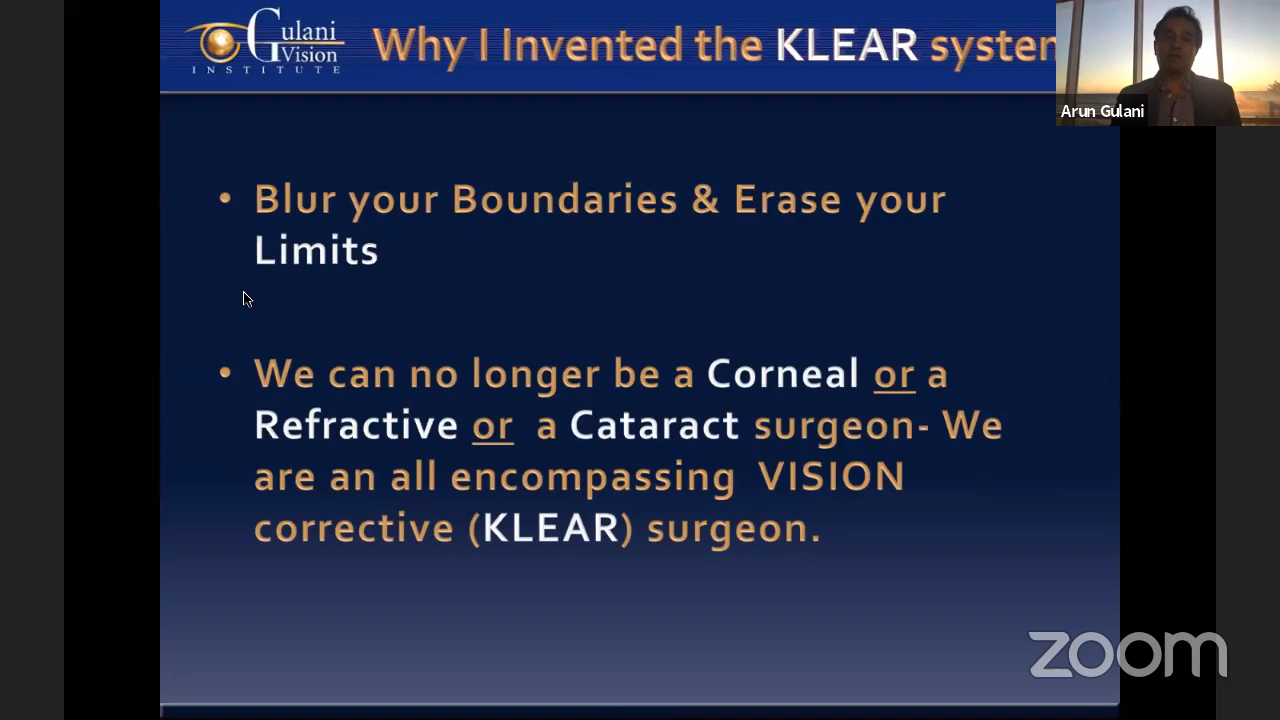 Gulani
Vision
INSTITUTE
Why I Invented the KLEAR system
Arun Gulani
• Blur your Boundaries & Erase your
Limits
• We can no longer be a Corneal or a
Refractive or a Cataract surgeon- We
are an all encompassing VISION
corrective (KLEAR) surgeon.
zoom